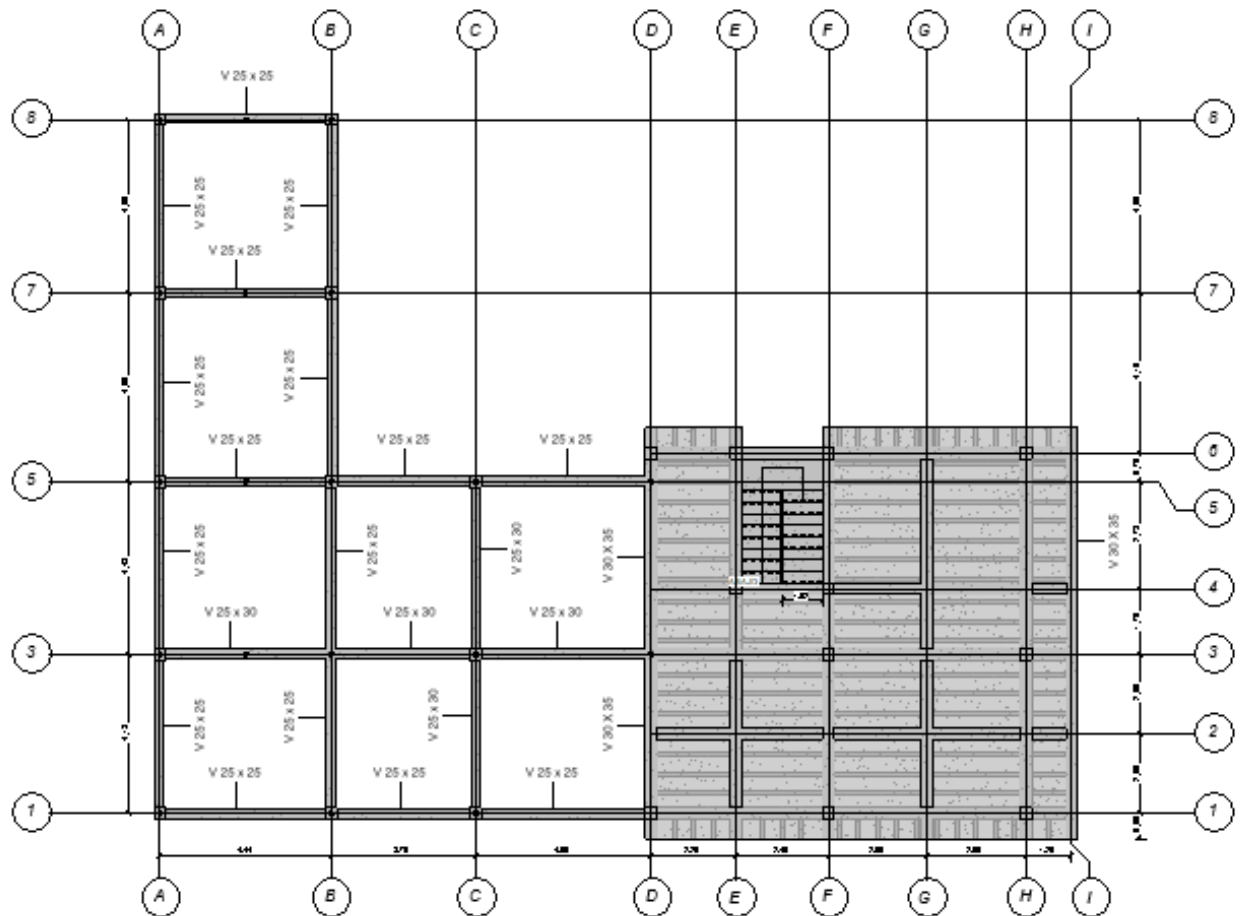 A B C D E F G H I
V 25 x 25
8 8
V 25 x 25 V 25 x 25
V 25 x 25
7 7
V 25 x 25 V 25 x 25
V 25 x 25 V 25 x 25 V 25 x 25
6
5
5
V 25 x 25 V 25 x 25 V 25 x 30 V 30 X 35 V 30 X 35
4
V 25 x 30 V 25 x 30 V 25 x 30
3 3
V 25 x 25 V 25 x 25 V 25 x 30 V 30 X 35
2
V 25 x 25 V 25 x 25 V 25 x 25
1 1
A B C D E F G H I